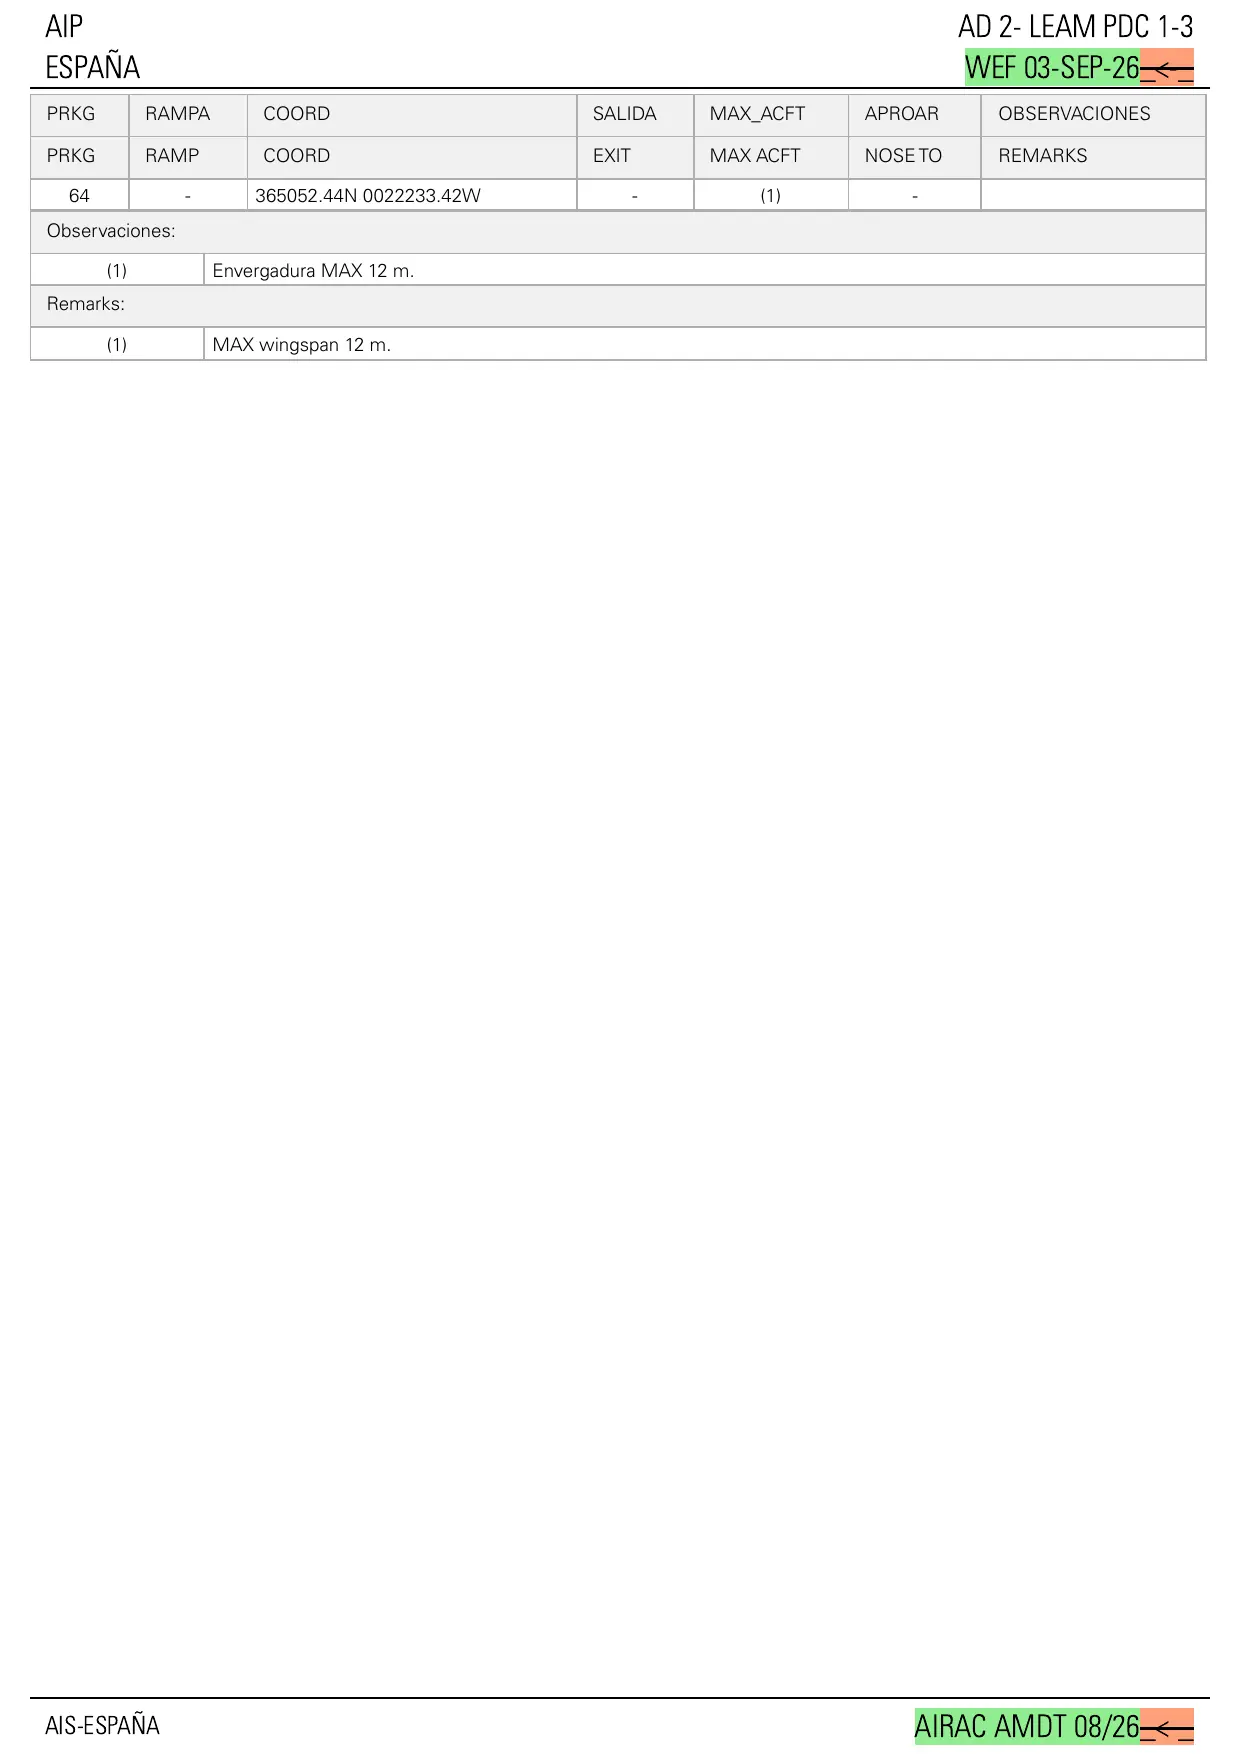 AIP
ESPAÑA
AD 2- LEAM PDC 1-3
WEF 03-SEP-26
PRKG RAMPA COORD SALIDA MAX_ACFT APROAR OBSERVACIONES
PRKG RAMP COORD EXIT MAX ACFT NOSE TO REMARKS
64 - 365052.44N 0022233.42W - (1) -
Observaciones:
(1) Envergadura MAX 12 m.
Remarks:
(1) MAX wingspan 12 m.
AIS-ESPAÑA
AIRAC AMDT 08/26